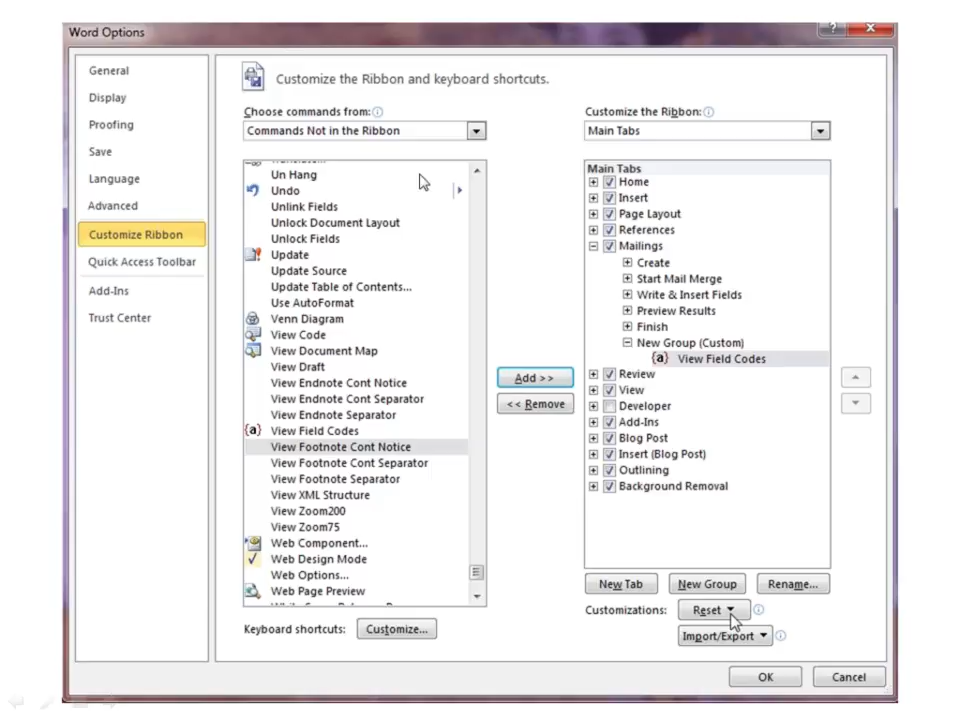 Word Options
General
Display
Proofing
Save
Language
Advanced
Customize Ribbon
Quick Access Toolbar
Add-Ins
Trust Center
Customize the Ribbon and keyboard shortcuts.
Choose commands from:
Commands Not in the Ribbon
Un Hang
Undo
Unlink Fields
Unlock Document Layout
Unlock Fields
Update
Update Source
Update Table of Contents...
Use AutoFormat
Venn Diagram
View Code
View Document Map
View Draft
View Endnote Cont Notice
View Endnote Cont Separator
View Endnote Separator
{a} View Field Codes
View Footnote Cont Notice
View Footnote Cont Separator
View Footnote Separator
View XML Structure
View Zoom200
View Zoom75
Web Component...
Web Design Mode
Web Options...
Web Page Preview
Keyboard shortcuts: Customize...
Add >>
<< Remove
Customize the Ribbon:
Main Tabs
Main Tabs
Home
Insert
Page Layout
References
Mailings
Create
Start Mail Merge
Write & Insert Fields
Preview Results
Finish
New Group (Custom)
{a} View Field Codes
Review
View
Developer
Add-Ins
Blog Post
Insert (Blog Post)
Outlining
Background Removal
New Tab New Group Rename...
Customizations: Reset
Import/Export
OK Cancel